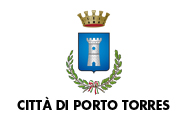 CITTÀ DI PORTO TORRES